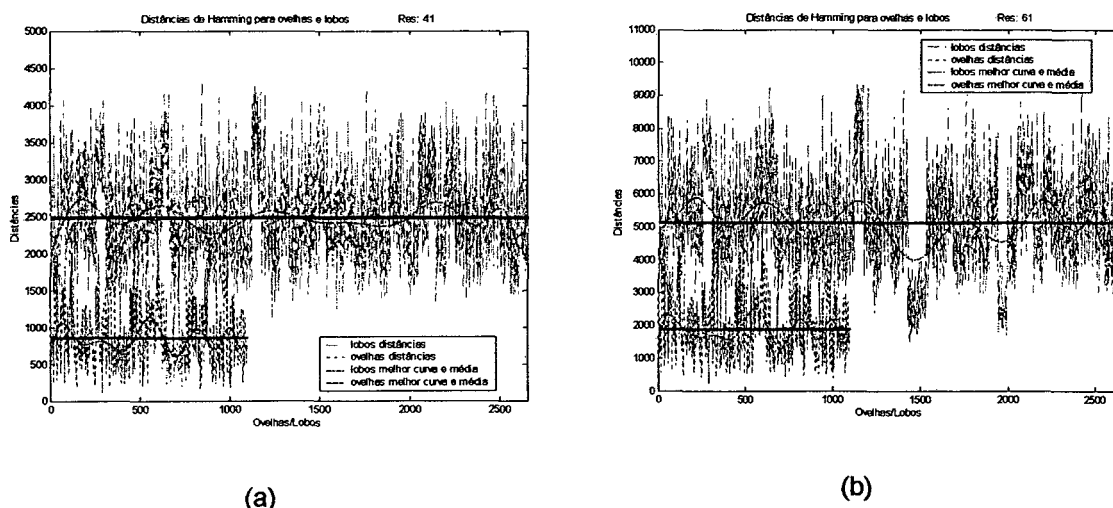 Distâncias de Hamming para ovelhas e lobos Res: 41
5000
4500
4000
3500
3000
2500
2000
1500
1000
500
0
Distâncias
0 500 1000 1500 2000 2500
Ovelhas/Lobos
lobos distâncias
ovelhas distâncias
lobos melhor curva e média
ovelhas melhor curva e média
(a)
Distâncias de Hamming para ovelhas e lobos Res: 61
11000
10000
9000
8000
7000
6000
5000
4000
3000
2000
1000
0
Distâncias
0 500 1000 1500 2000 2500
Ovelhas/Lobos
lobos distâncias
ovelhas distâncias
lobos melhor curva e média
ovelhas melhor curva e média
(b)